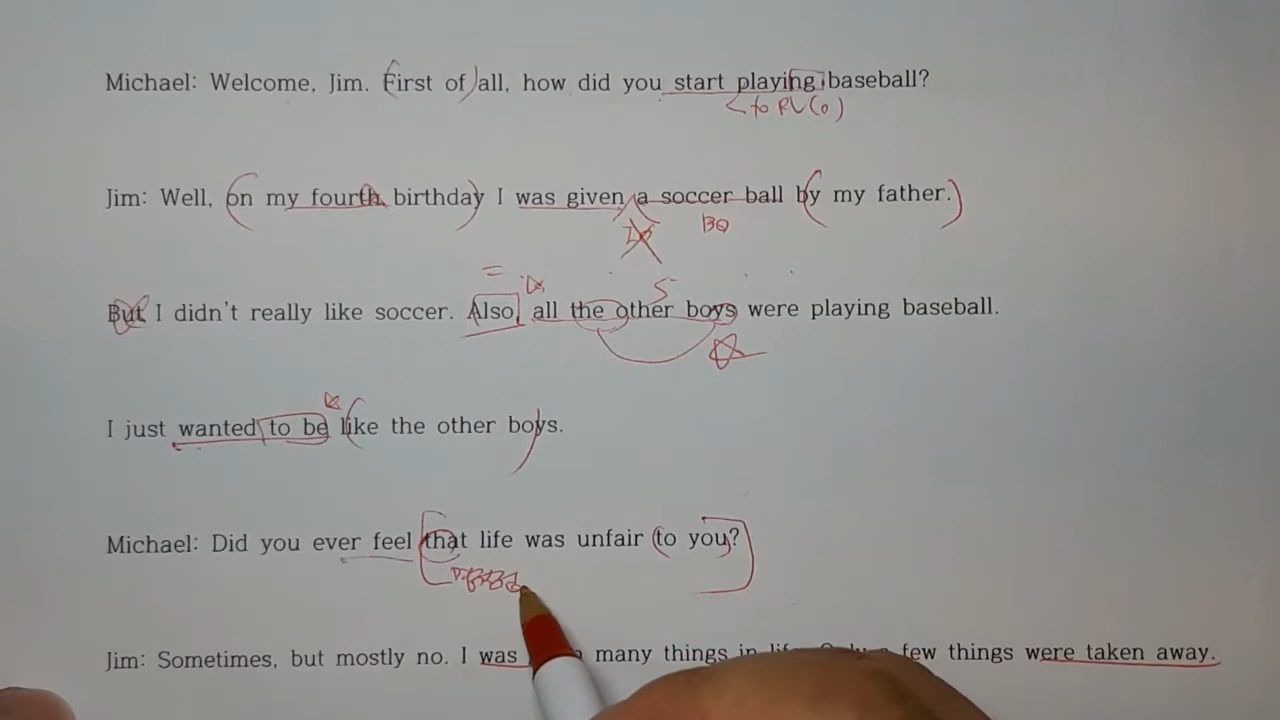 Michael: Welcome, Jim. First of all, how did you start playing baseball?
< to RV(o)
Jim: Well, on my fourth birthday I was given a soccer ball by my father.
But I didn't really like soccer. Also, all the other boys were playing baseball.
I just wanted to be like the other boys.
Michael: Did you ever feel that life was unfair to you?
Jim: Sometimes, but mostly no. I was many things in few things were taken away.